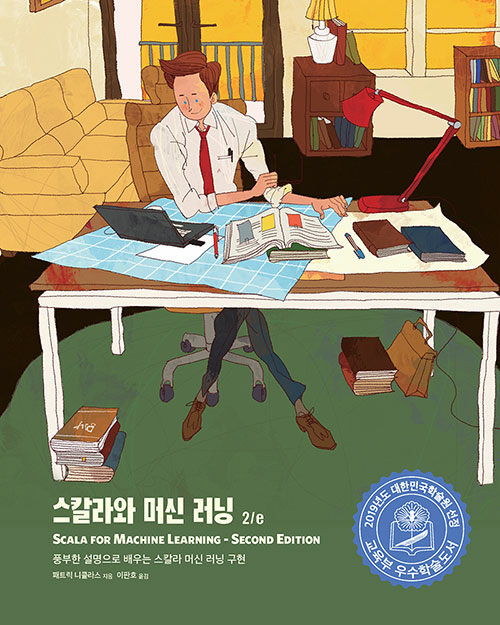 스칼라와 머신 러닝 2/e
SCALA FOR MACHINE LEARNING - SECOND EDITION
풍부한 설명으로 배우는 스칼라 머신 러닝 구현
패트릭 니콜라스 지음 이판호 옮김
2019년도 대한민국학술원 선정
교육부 우수학술도서